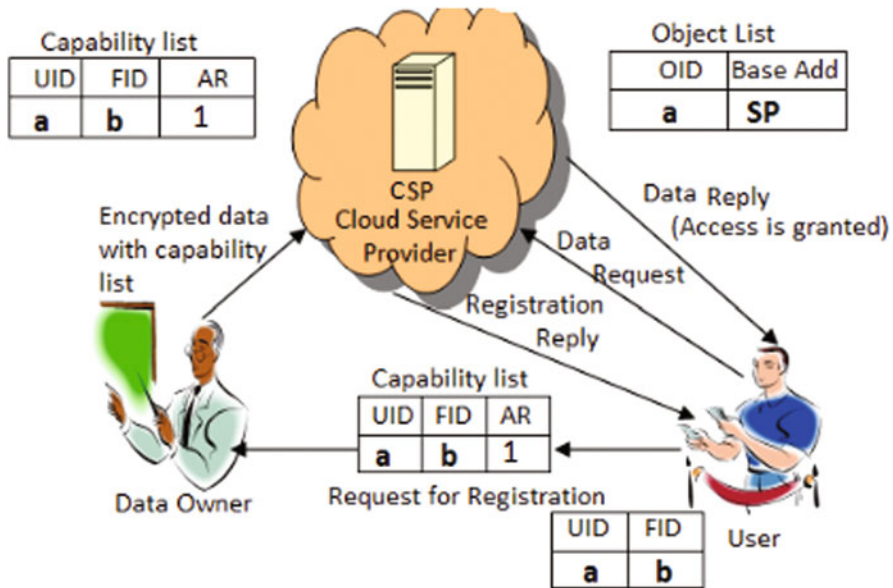 Capability list
UID FID AR
a b 1
CSP
Cloud Service
Provider
Object List
OID Base Add
a SP
Encrypted data
with capability
list
Data Reply
(Access is granted)
Data
Request
Registration
Reply
Capability list
UID FID AR
a b 1
Request for Registration
Data Owner
User
UID FID
a b